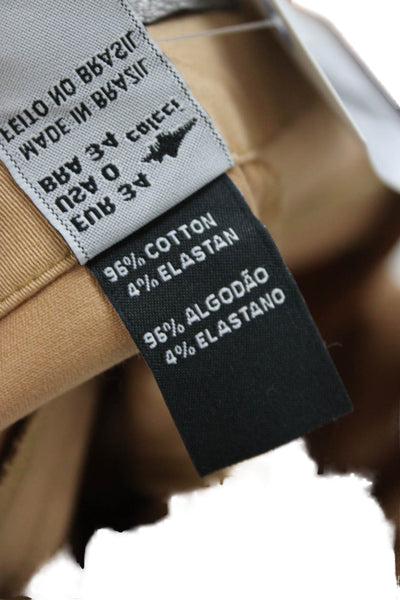 FEITO NO BRASIL
MADE IN BRAZIL
BRA 34
USA 0
EUR 34
colcci
96% COTTON
4% ELASTAN
96% ALGODÃO
4% ELASTANO